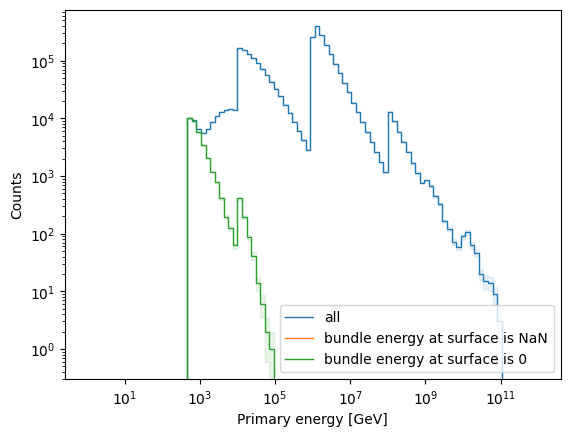 Counts
10⁵
10⁴
10³
10²
10¹
10⁰
all
bundle energy at surface is NaN
bundle energy at surface is 0
10¹
10³
10⁵
10⁷
10⁹
10¹¹
Primary energy [GeV]